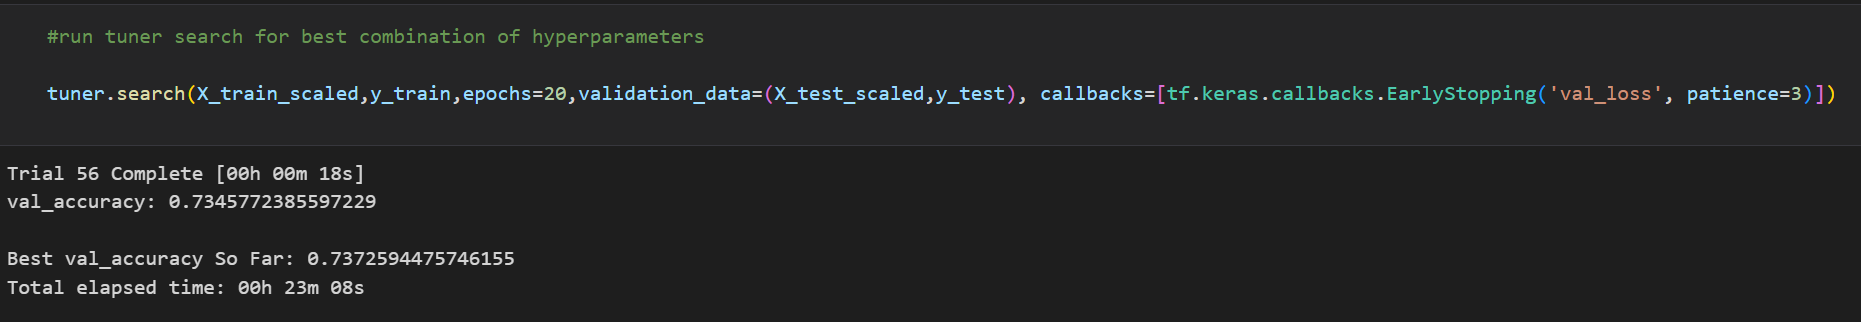 #run tuner search for best combination of hyperparameters
tuner.search(X_train_scaled,y_train,epochs=20,validation_data=(X_test_scaled,y_test), callbacks=[tf.keras.callbacks.EarlyStopping('val_loss', patience=3)])
Trial 56 Complete [00h 00m 18s]
val_accuracy: 0.7345772385597229
Best val_accuracy So Far: 0.7372594475746155
Total elapsed time: 00h 23m 08s